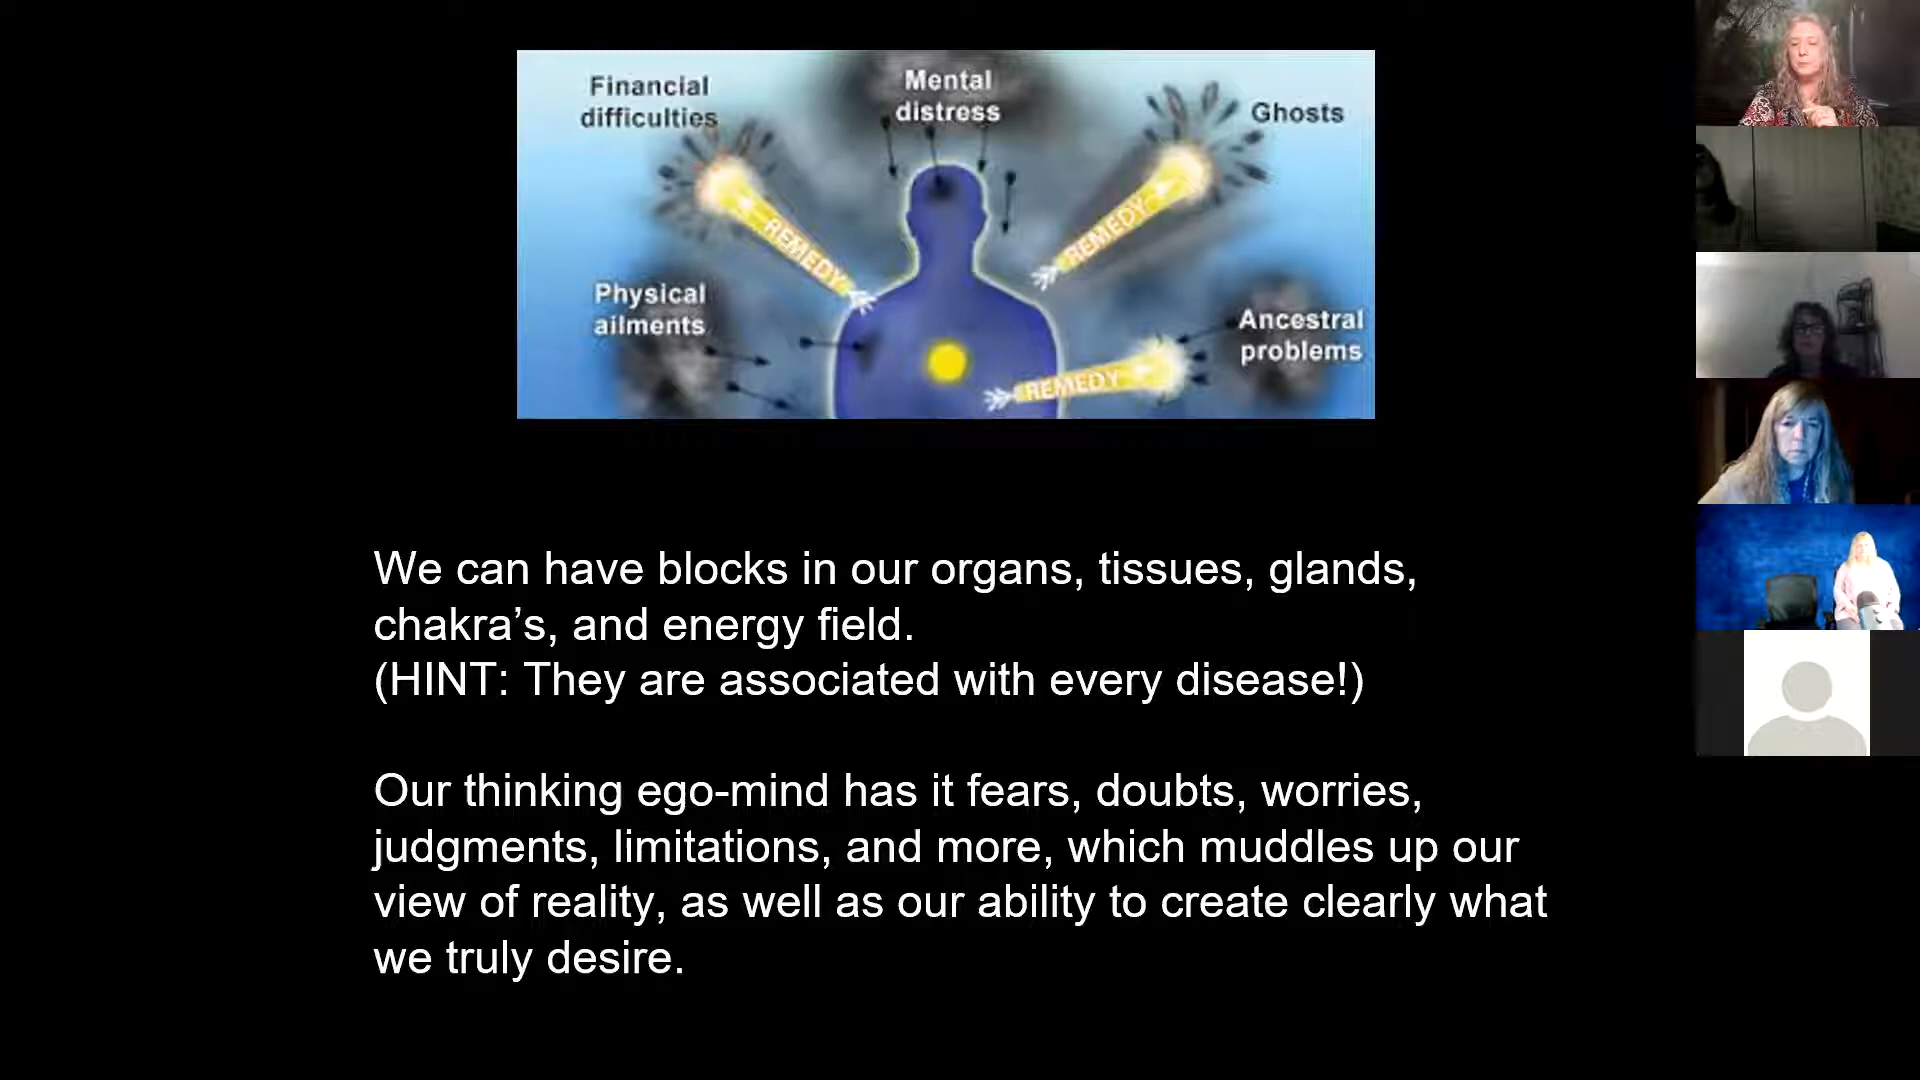 Financial
difficulties
Mental
distress
Ghosts
REMEDY
REMEDY
Physical
ailments
Ancestral
problems
REMEDY
We can have blocks in our organs, tissues, glands,
chakra’s, and energy field.
(HINT: They are associated with every disease!)
Our thinking ego-mind has it fears, doubts, worries,
judgments, limitations, and more, which muddles up our
view of reality, as well as our ability to create clearly what
we truly desire.